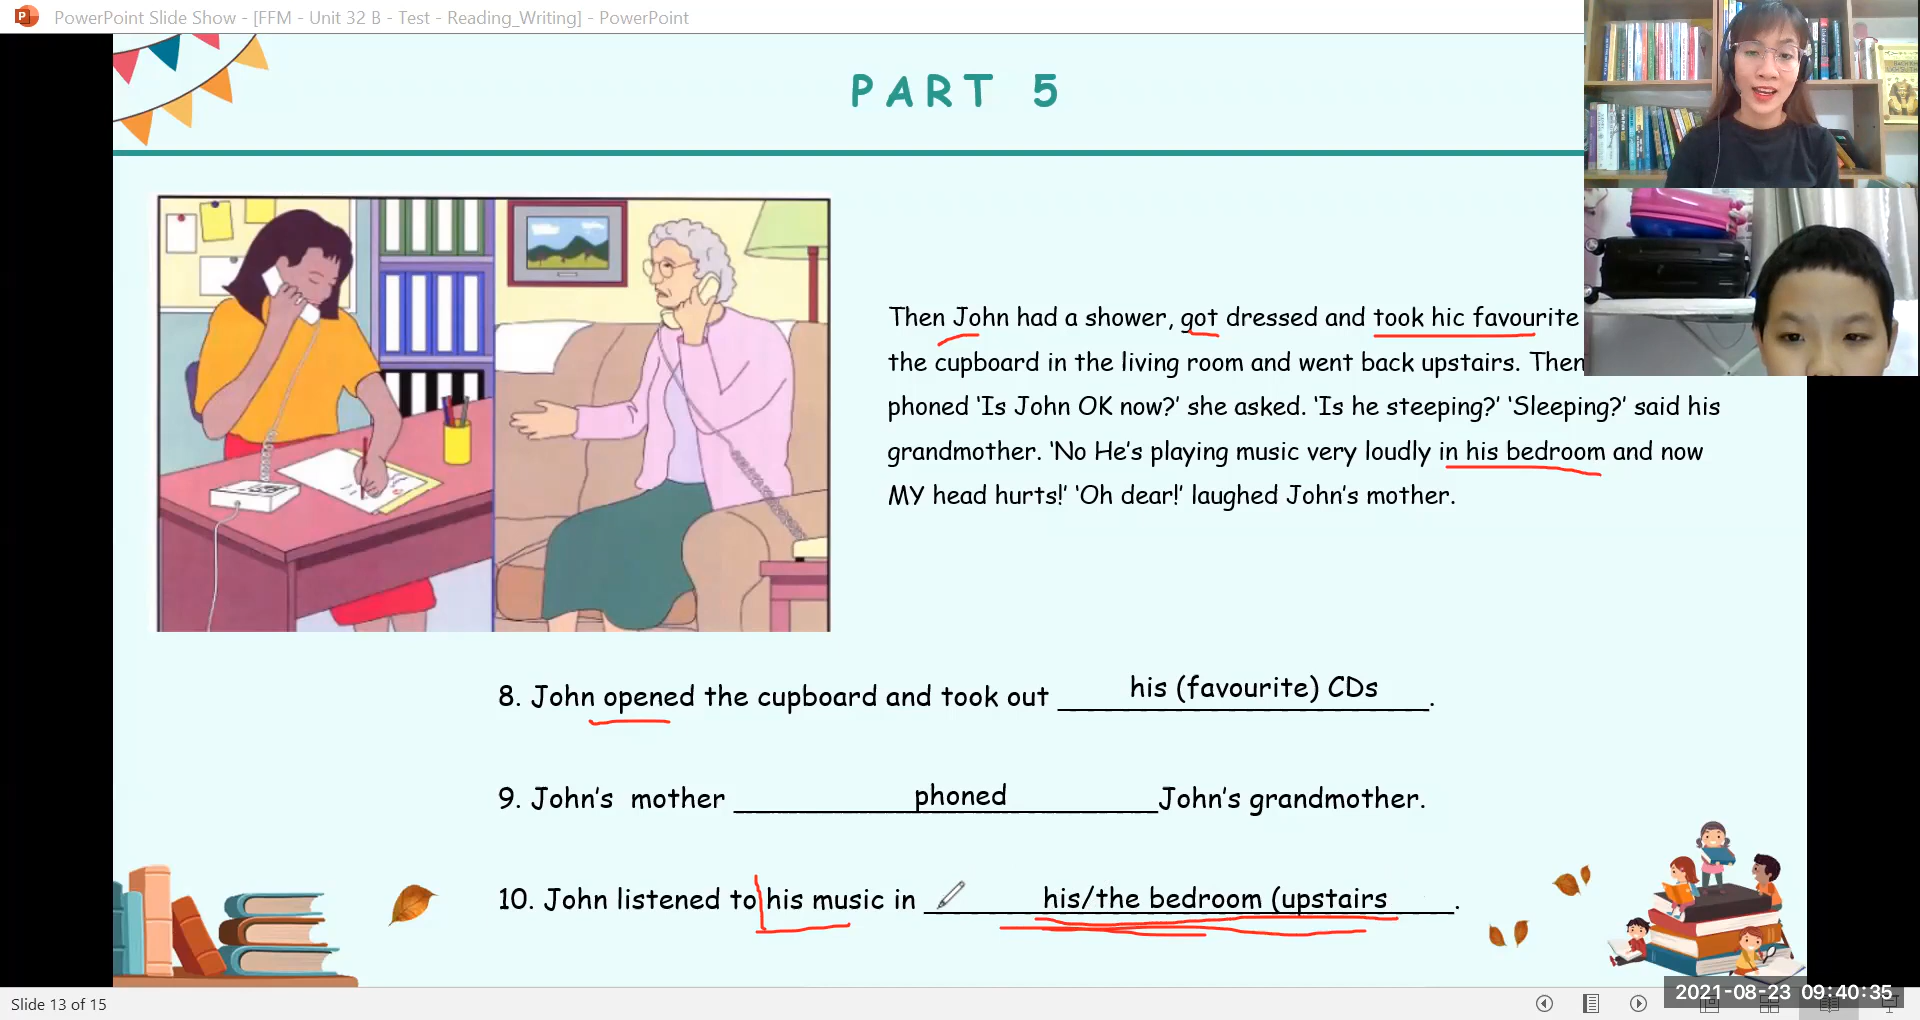 PowerPoint Slide Show - [FFM - Unit 32 B - Test - Reading_Writing] - PowerPoint
PART 5
Then John had a shower, got dressed and took hic favourite
the cupboard in the living room and went back upstairs. Then
phoned ‘Is John OK now?’ she asked. ‘Is he steeping?’ ‘Sleeping?’ said his
grandmother. ‘No He’s playing music very loudly in his bedroom and now
MY head hurts!’ ‘Oh dear!’ laughed John’s mother.
8. John opened the cupboard and took out his (favourite) CDs.
9. John’s mother phoned John’s grandmother.
10. John listened to his music in his/the bedroom (upstairs.
Slide 13 of 15
2021-08-23 09:40:35